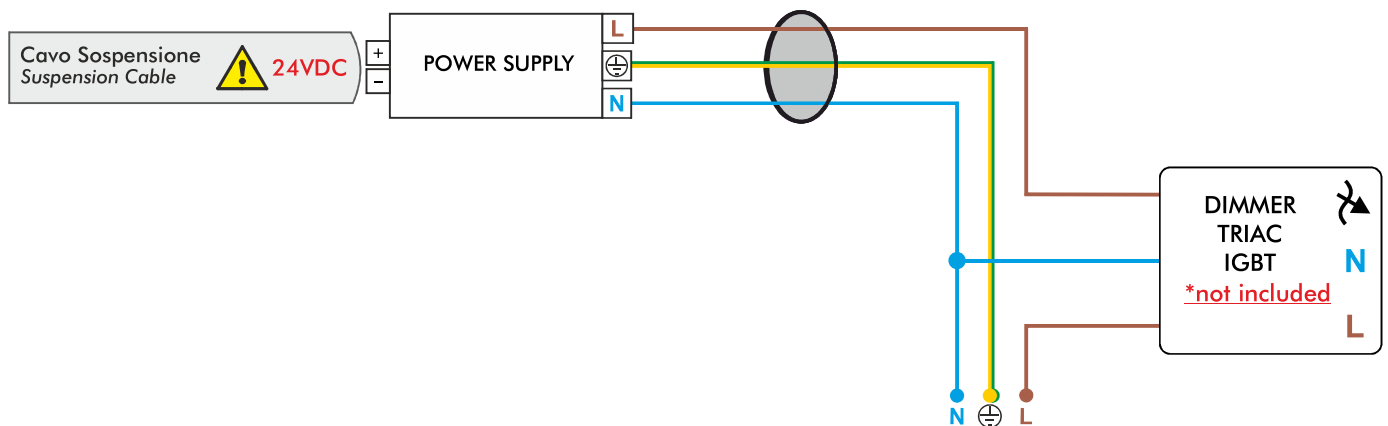 Cavo Sospensione
Suspension Cable
24VDC
+
-
POWER SUPPLY
L
N
DIMMER
TRIAC
IGBT
*not included
N
L
N
L